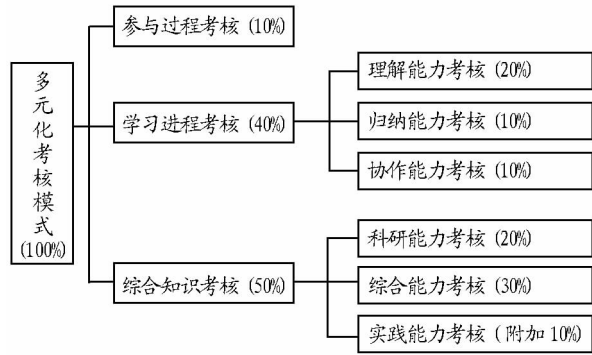 多元化考核模式
(100%)
参与过程考核 (10%)
学习进程考核 (40%)
理解能力考核 (20%)
归纳能力考核 (10%)
协作能力考核 (10%)
综合知识考核 (50%)
科研能力考核 (20%)
综合能力考核 (30%)
实践能力考核 (附加 10%)